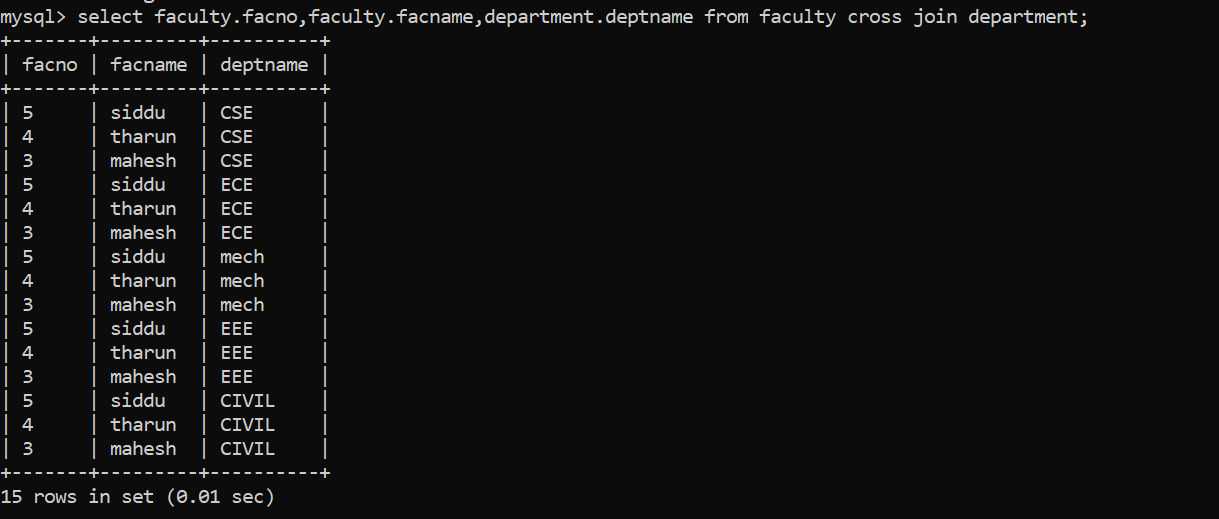 mysql> select faculty.facno,faculty.facname,department.deptname from faculty cross join department;
+-------+---------+----------+
| facno | facname | deptname |
+-------+---------+----------+
| 5     | siddu   | CSE      |
| 4     | tharun  | CSE      |
| 3     | mahesh  | CSE      |
| 5     | siddu   | ECE      |
| 4     | tharun  | ECE      |
| 3     | mahesh  | ECE      |
| 5     | siddu   | mech     |
| 4     | tharun  | mech     |
| 3     | mahesh  | mech     |
| 5     | siddu   | EEE      |
| 4     | tharun  | EEE      |
| 3     | mahesh  | EEE      |
| 5     | siddu   | CIVIL    |
| 4     | tharun  | CIVIL    |
| 3     | mahesh  | CIVIL    |
+-------+---------+----------+
15 rows in set (0.01 sec)